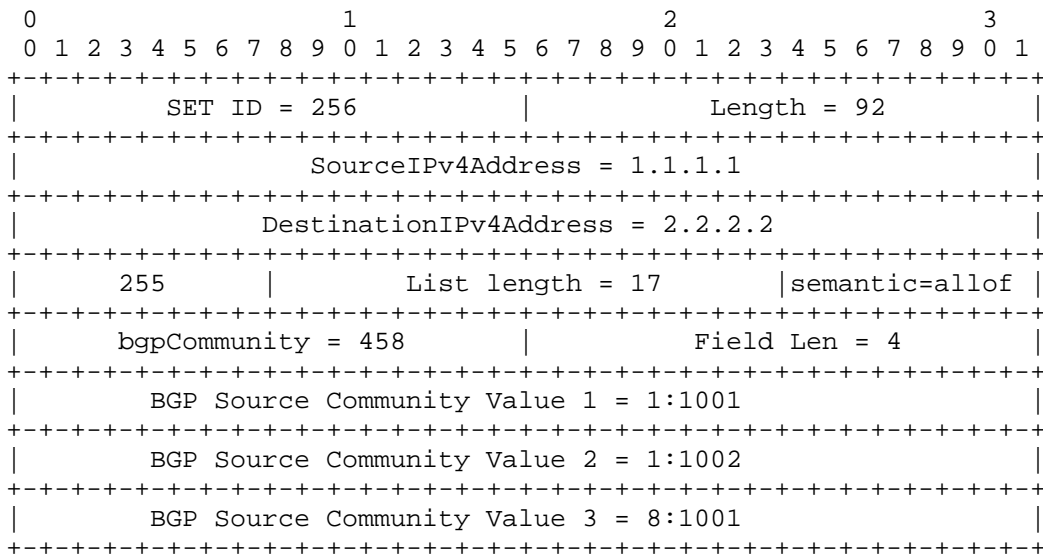 0                   1                   2                   3
0 1 2 3 4 5 6 7 8 9 0 1 2 3 4 5 6 7 8 9 0 1 2 3 4 5 6 7 8 9 0 1
+-+-+-+-+-+-+-+-+-+-+-+-+-+-+-+-+-+-+-+-+-+-+-+-+-+-+-+-+-+-+-+-+
| SET ID = 256 | Length = 92 |
+-+-+-+-+-+-+-+-+-+-+-+-+-+-+-+-+-+-+-+-+-+-+-+-+-+-+-+-+-+-+-+-+
| SourceIPv4Address = 1.1.1.1 |
+-+-+-+-+-+-+-+-+-+-+-+-+-+-+-+-+-+-+-+-+-+-+-+-+-+-+-+-+-+-+-+-+
| DestinationIPv4Address = 2.2.2.2 |
+-+-+-+-+-+-+-+-+-+-+-+-+-+-+-+-+-+-+-+-+-+-+-+-+-+-+-+-+-+-+-+-+
| 255 | List length = 17 |semantic=allof |
+-+-+-+-+-+-+-+-+-+-+-+-+-+-+-+-+-+-+-+-+-+-+-+-+-+-+-+-+-+-+-+-+
| bgpCommunity = 458 | Field Len = 4 |
+-+-+-+-+-+-+-+-+-+-+-+-+-+-+-+-+-+-+-+-+-+-+-+-+-+-+-+-+-+-+-+-+
| BGP Source Community Value 1 = 1:1001 |
+-+-+-+-+-+-+-+-+-+-+-+-+-+-+-+-+-+-+-+-+-+-+-+-+-+-+-+-+-+-+-+-+
| BGP Source Community Value 2 = 1:1002 |
+-+-+-+-+-+-+-+-+-+-+-+-+-+-+-+-+-+-+-+-+-+-+-+-+-+-+-+-+-+-+-+-+
| BGP Source Community Value 3 = 8:1001 |
+-+-+-+-+-+-+-+-+-+-+-+-+-+-+-+-+-+-+-+-+-+-+-+-+-+-+-+-+-+-+-+-+